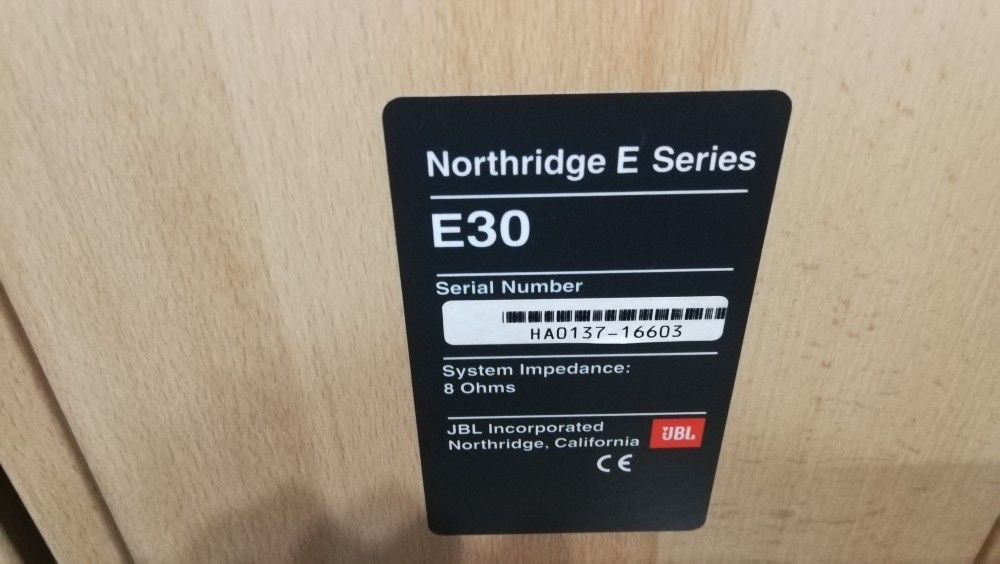 Northridge E Series
E30
Serial Number
HA0137-16603
System Impedance:
8 Ohms
JBL Incorporated
Northridge, California
JBL
CE